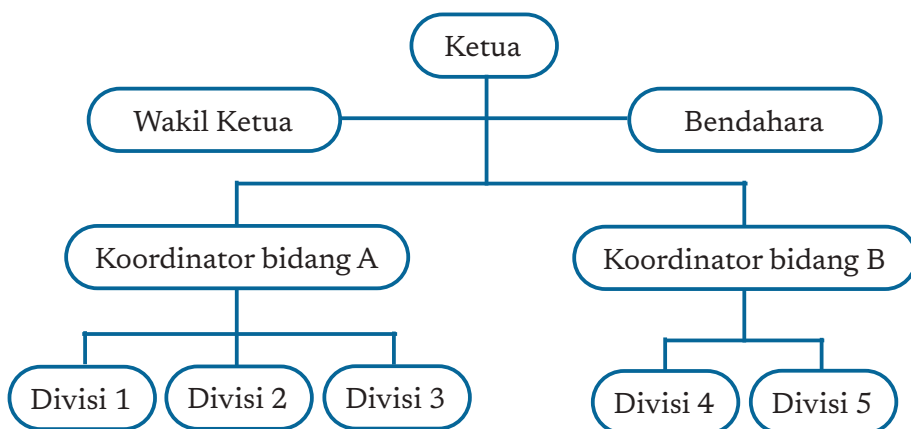 Ketua
Wakil Ketua
Bendahara
Koordinator bidang A
Koordinator bidang B
Divisi 1
Divisi 2
Divisi 3
Divisi 4
Divisi 5